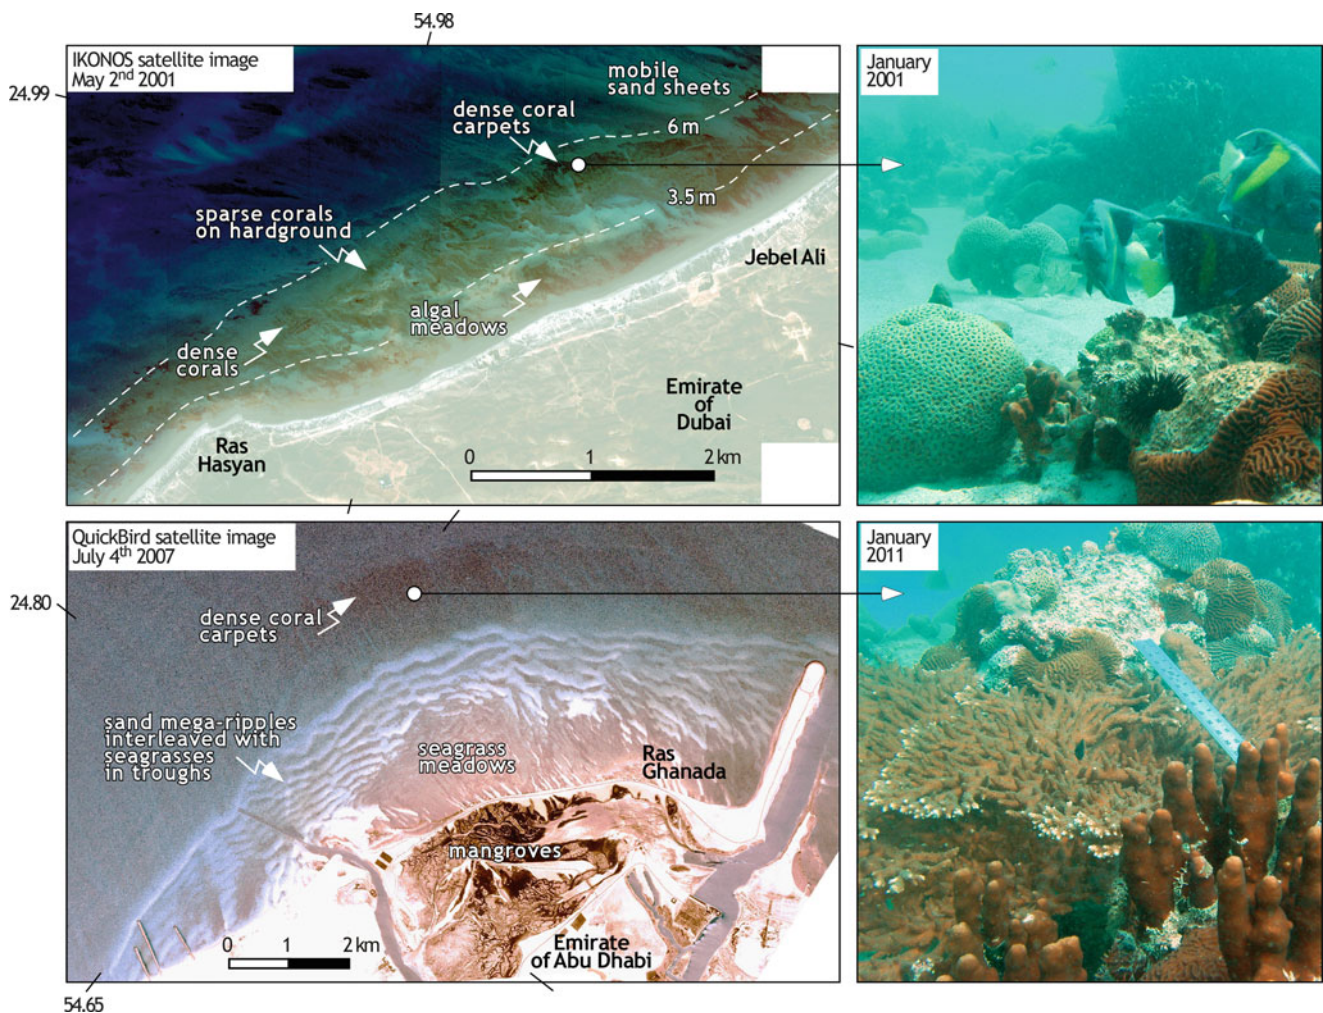 54.98
24.99
IKONOS satellite image
May 2nd 2001
mobile
sand sheets
dense coral
carpets
6 m
3.5 m
sparse corals
on hardground
Jebel Ali
algal
meadows
dense
corals
Emirate
of
Dubai
Ras
Hasyan
0 1 2 km
January
2001
QuickBird satellite image
July 4th 2007
24.80
dense coral
carpets
sand mega-ripples
interleaved with
seagrasses
in troughs
seagrass
meadows
Ras
Ghanada
mangroves
0 1 2 km
Emirate
of Abu Dhabi
54.65
January
2011